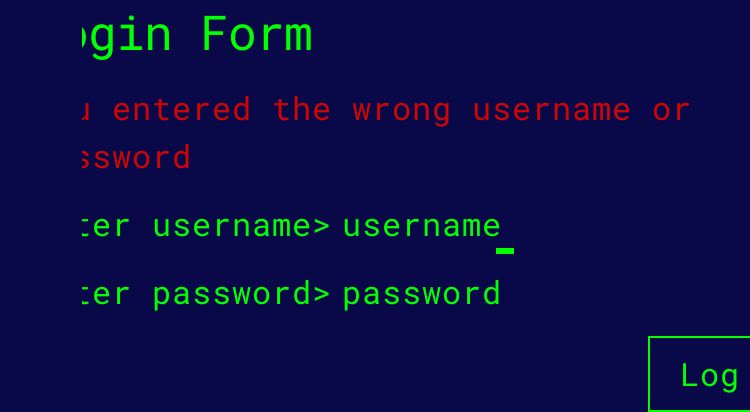 ogin Form
u entered the wrong username or
ssword
ter username> username
ter password> password
Log